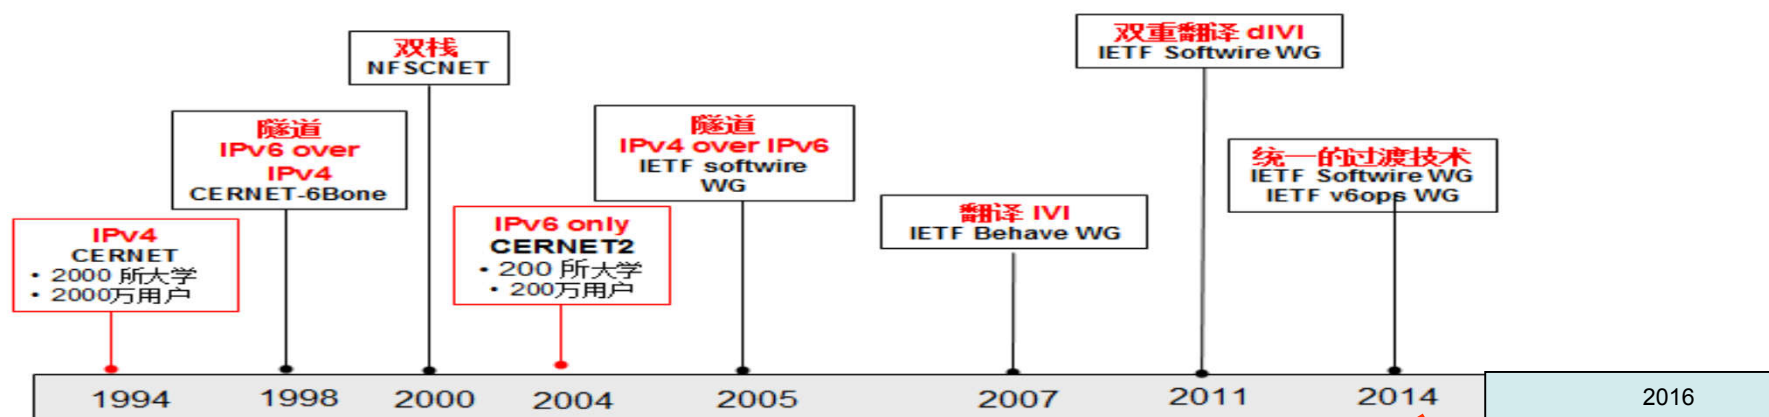 IPv4
CERNET
• 2000 所大学
• 2000万用户
隧道
IPv6 over
IPv4
CERNET-6Bone
双栈
NFSCNET
IPv6 only
CERNET2
• 200 所大学
• 200万用户
隧道
IPv4 over IPv6
IETF softwire
WG
翻译 IVI
IETF Behave WG
双重翻译 dIVI
IETF Softwire WG
统一的过渡技术
IETF Softwire WG
IETF v6ops WG
1994 1998 2000 2004 2005 2007 2011 2014 2016